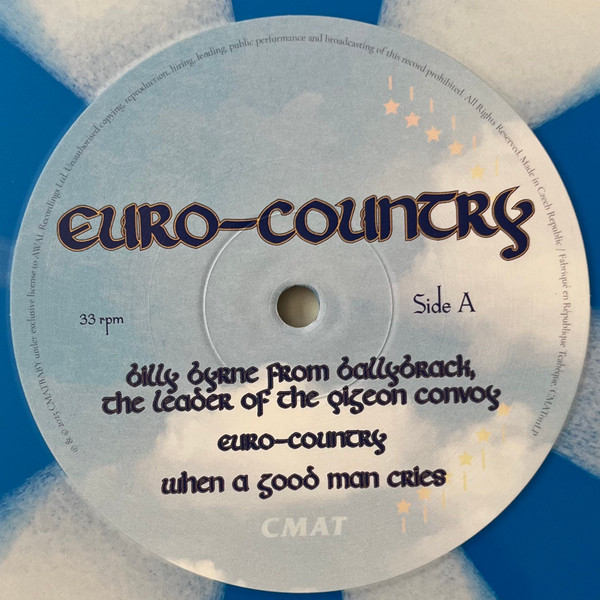 ℗ & © 2025 CMATBABY under exclusive license to AWAL Recordings Ltd. Unauthorised copying, reproduction, hiring, lending, public performance and broadcasting of this record prohibited. All Rights Reserved. Made in Czech Republic / Fabriqué en République Tchèque.
EURO-COUNTRY
33 rpm
Side A
billy byrne from ballybrack,
the leader of the pigeon convoy
EURO-COUNTRY
when a good man cries
CMAT